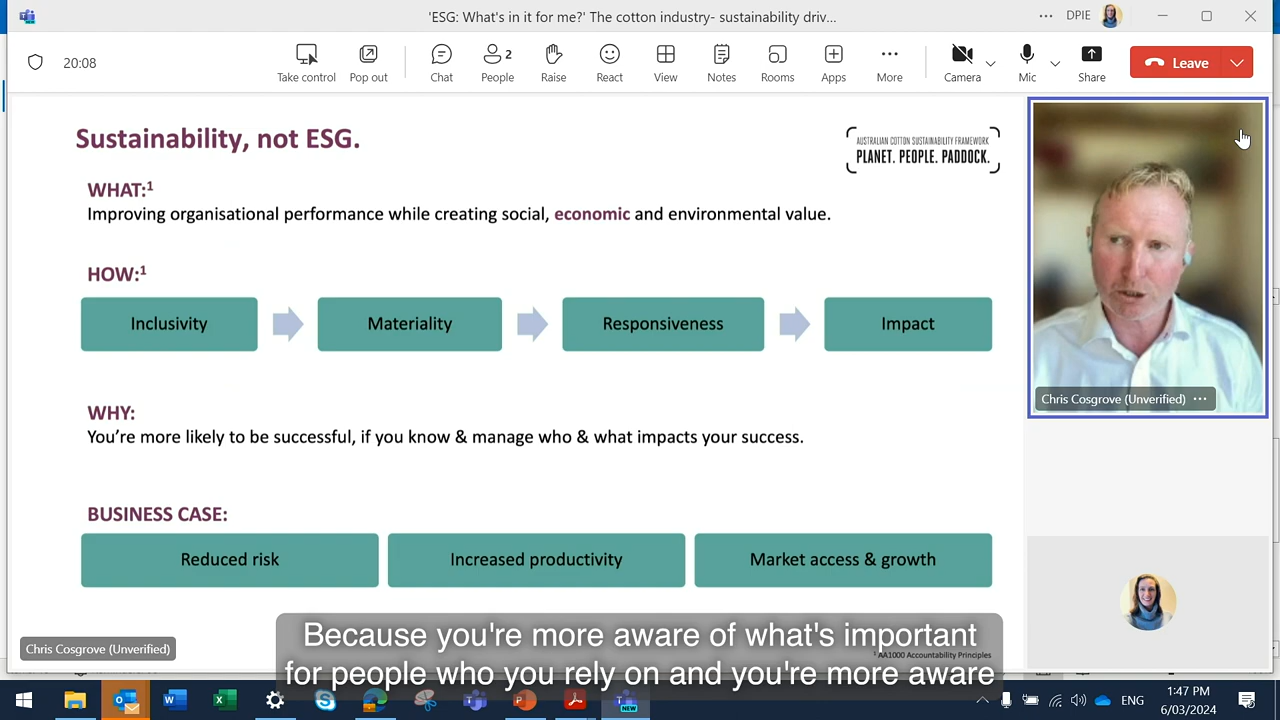 'ESG: What's in it for me?' The cotton industry- sustainability driv...
DPIE
20:08
Take control
Pop out
Chat
2
People
Raise
React
View
Notes
Rooms
Apps
More
Camera
Mic
Share
Leave
Sustainability, not ESG.
AUSTRALIAN COTTON SUSTAINABILITY FRAMEWORK
PLANET. PEOPLE. PADDOCK.
WHAT:1
Improving organisational performance while creating social, economic and environmental value.
HOW:1
Inclusivity
Materiality
Responsiveness
Impact
Chris Cosgrove (Unverified)
WHY:
You're more likely to be successful, if you know & manage who & what impacts your success.
BUSINESS CASE:
Reduced risk
Increased productivity
Market access & growth
Because you're more aware of what's important
for people who you rely on and you're more aware
Chris Cosgrove (Unverified)
1 AA1000 Accountability Principles
NEW
ENG
1:47 PM
6/03/2024